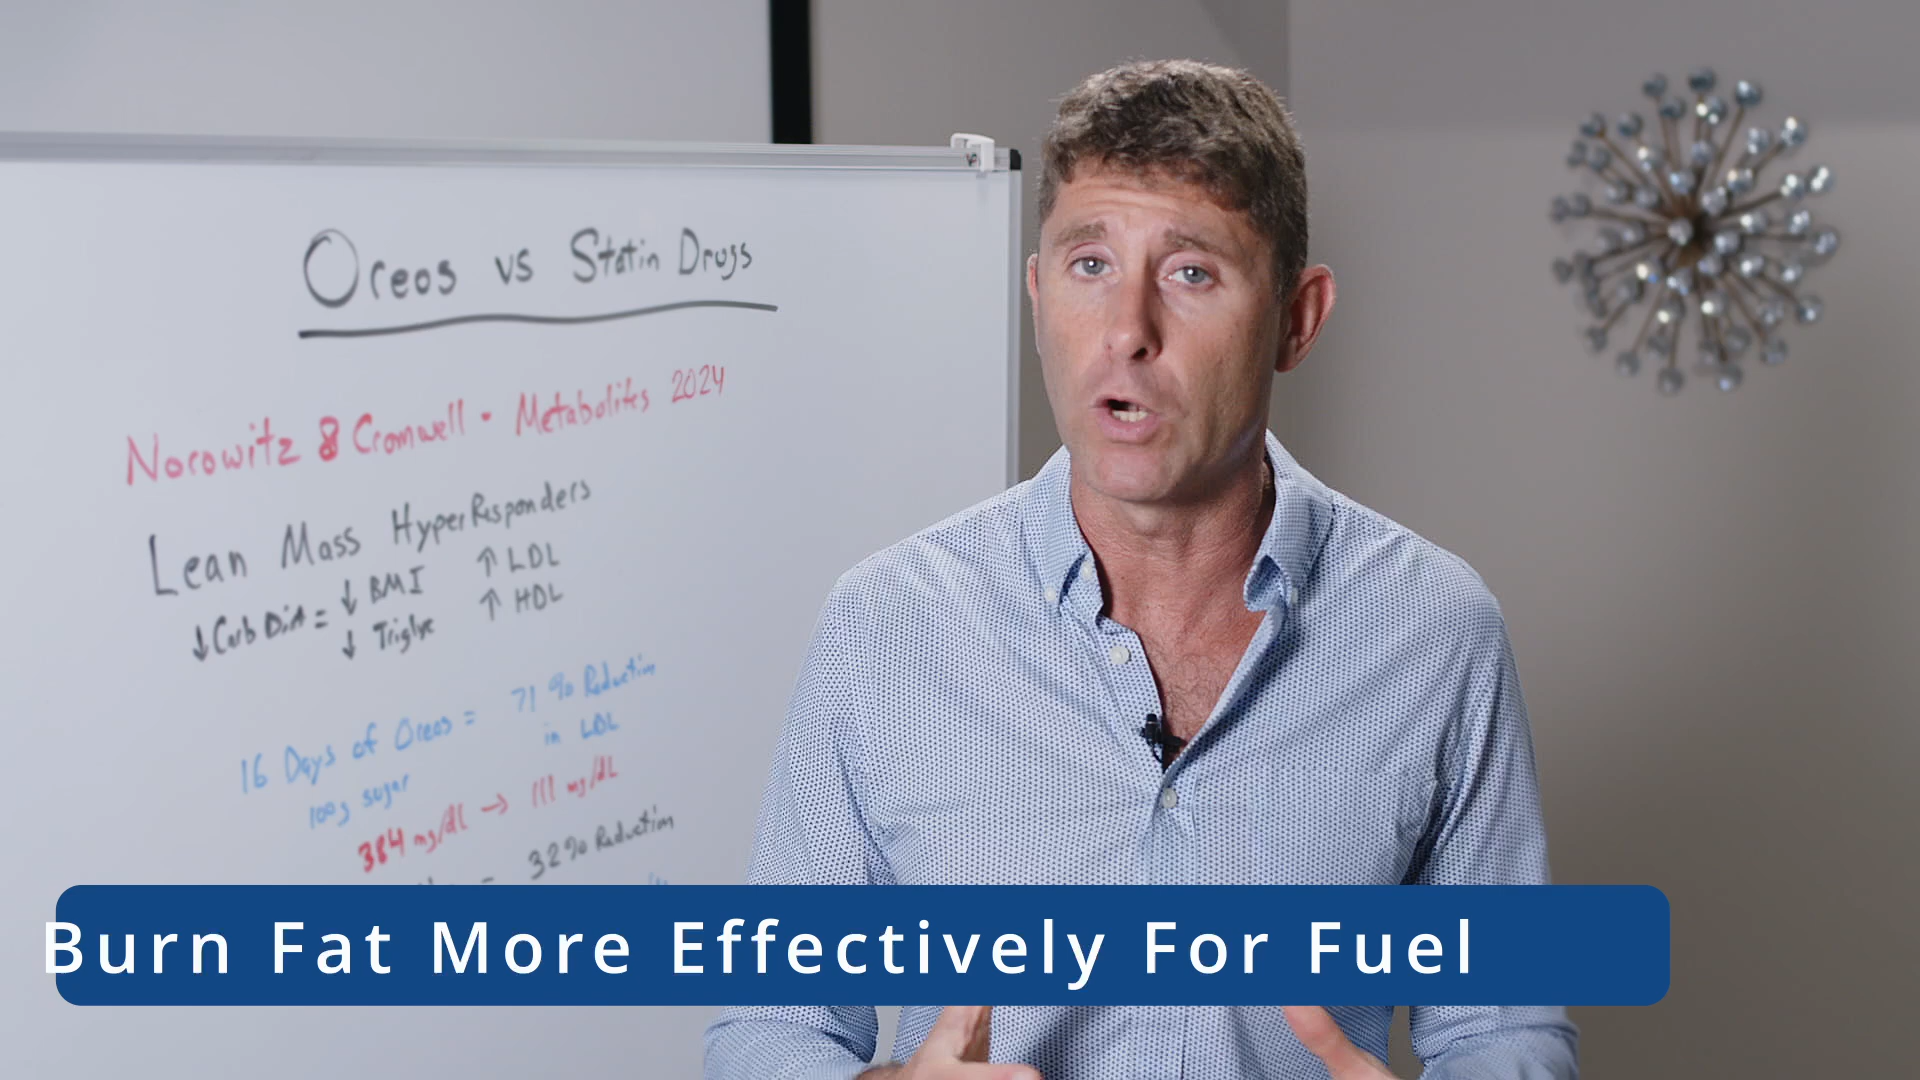 Oreos vs Statin Drugs
Norowitz & Cromwell - Metabolites 2024
Lean Mass HyperResponders
↓ Carb Diet = ↓ BMI ↑ LDL
↓ Triglyc ↑ HDL
16 Days of Oreos = 71% Reduction
100g sugar in LDL
384 mg/dL → 111 mg/dL
= 32% Reduction
Burn Fat More Effectively For Fuel